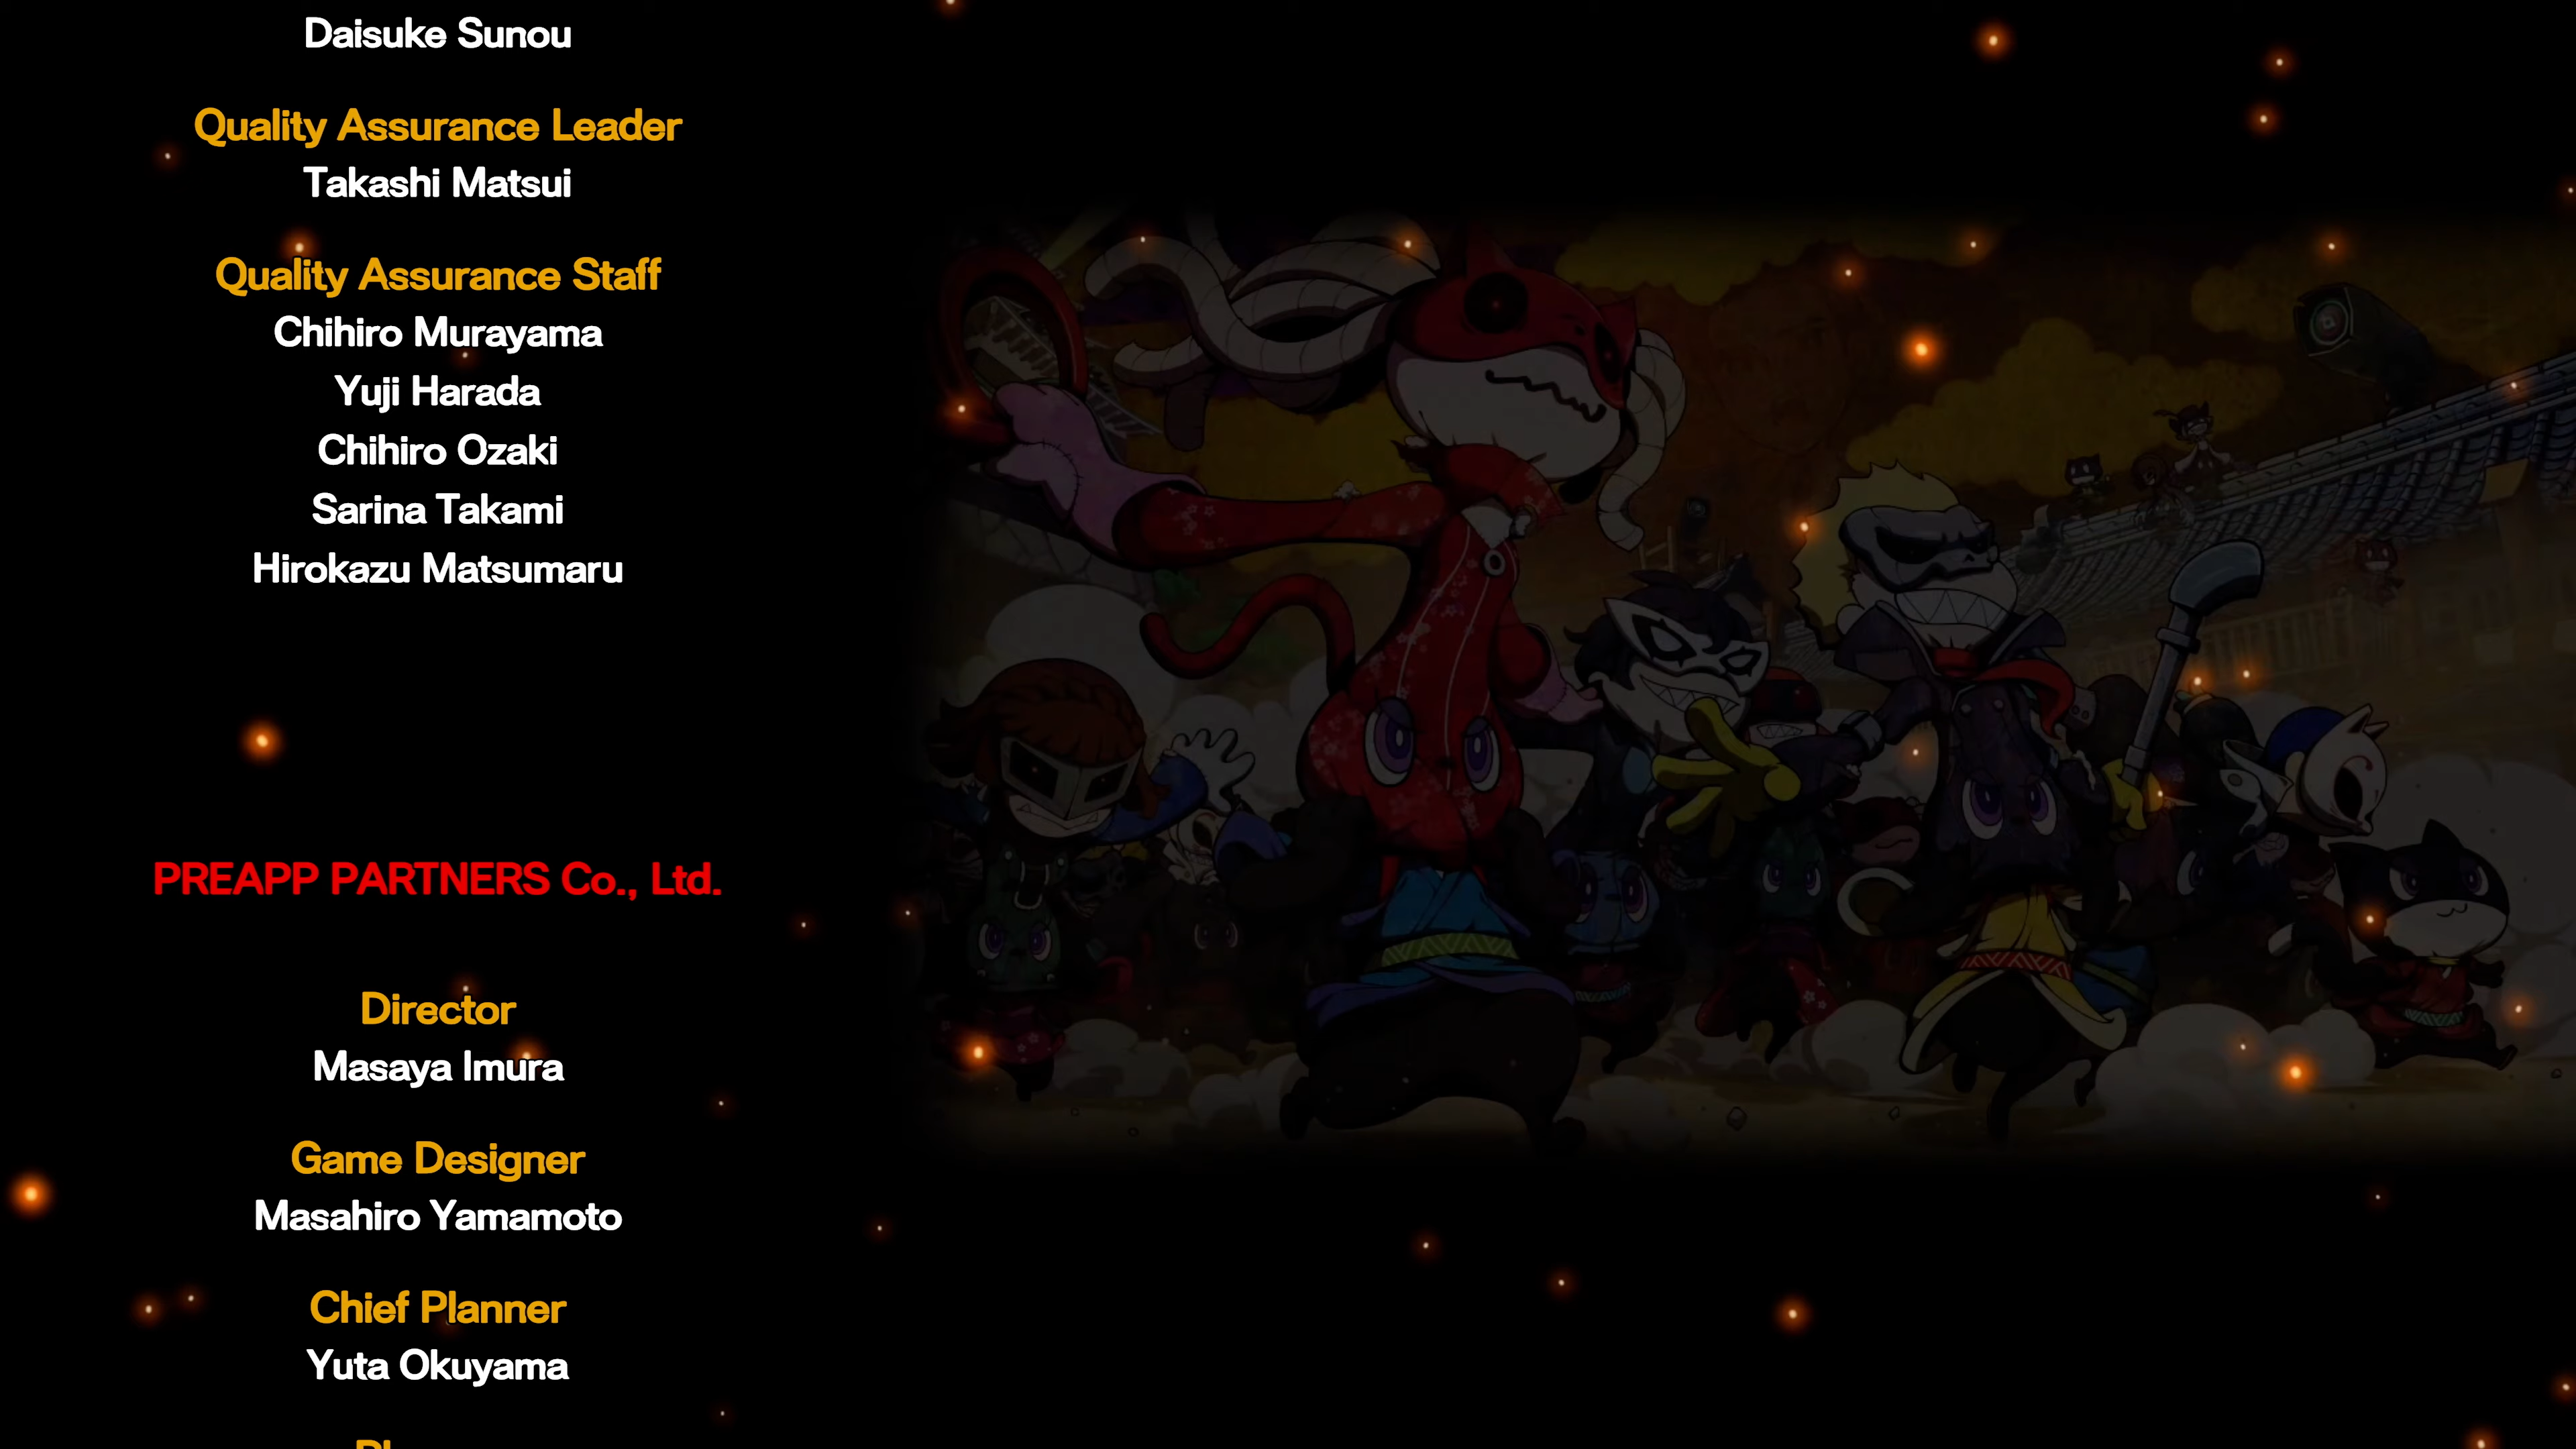 Daisuke Sunou
Quality Assurance Leader
Takashi Matsui
Quality Assurance Staff
Chihiro Murayama
Yuji Harada
Chihiro Ozaki
Sarina Takami
Hirokazu Matsumaru
PREAPP PARTNERS Co., Ltd.
Director
Masaya Imura
Game Designer
Masahiro Yamamoto
Chief Planner
Yuta Okuyama